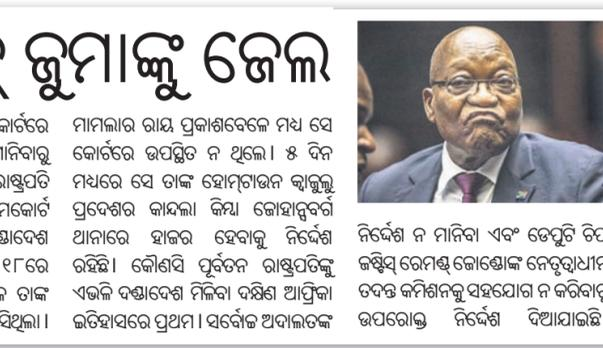 ଜୁମାଙ୍କୁ ଜେଲ
କୋର୍ଟରେ
ମାନିବାରୁ
ରାଷ୍ଟ୍ରପତି
ମକୋର୍ଟ
ଣ୍ଡାଦେଶ
୧୮ରେ
ତାଙ୍କ
ସିଥିଲା ।
ମାମଲାର ରାୟ ପ୍ରକାଶବେଳେ ମଧ୍ୟ ସେ
କୋର୍ଟରେ ଉପସ୍ଥିତ ନ ଥିଲେ । ୫ ଦିନ
ମଧ୍ୟରେ ସେ ତାଙ୍କ ହୋମ୍‌ଟାଉନ କ୍ୱାଜୁଲୁ
ପ୍ରଦେଶର କାନ୍ଦଲା କିମ୍ବା ଜୋହାନ୍ସବର୍ଗ
ଥାନାରେ ହାଜର ହେବାକୁ ନିର୍ଦ୍ଦେଶ
ରହିଛି । କୌଣସି ପୂର୍ବତନ ରାଷ୍ଟ୍ରପତିଙ୍କୁ
ଏଭଳି ଦଣ୍ଡାଦେଶ ମିଳିବା ଦକ୍ଷିଣ ଆଫ୍ରିକା
ଇତିହାସରେ ପ୍ରଥମ । ସର୍ବୋଚ୍ଚ ଅଦାଲତଙ୍କ
ନିର୍ଦ୍ଦେଶ ନ ମାନିବା ଏବଂ ଡେପୁଟି ଚିଫ
ଜଷ୍ଟିସ୍ ରେମଣ୍ଡ ଜୋଣ୍ଡୋଙ୍କ ନେତୃତ୍ୱାଧୀନ
ତଦନ୍ତ କମିଶନକୁ ସହଯୋଗ ନ କରିବାରୁ
ଉପରୋକ୍ତ ନିର୍ଦ୍ଦେଶ ଦିଆଯାଇଛି